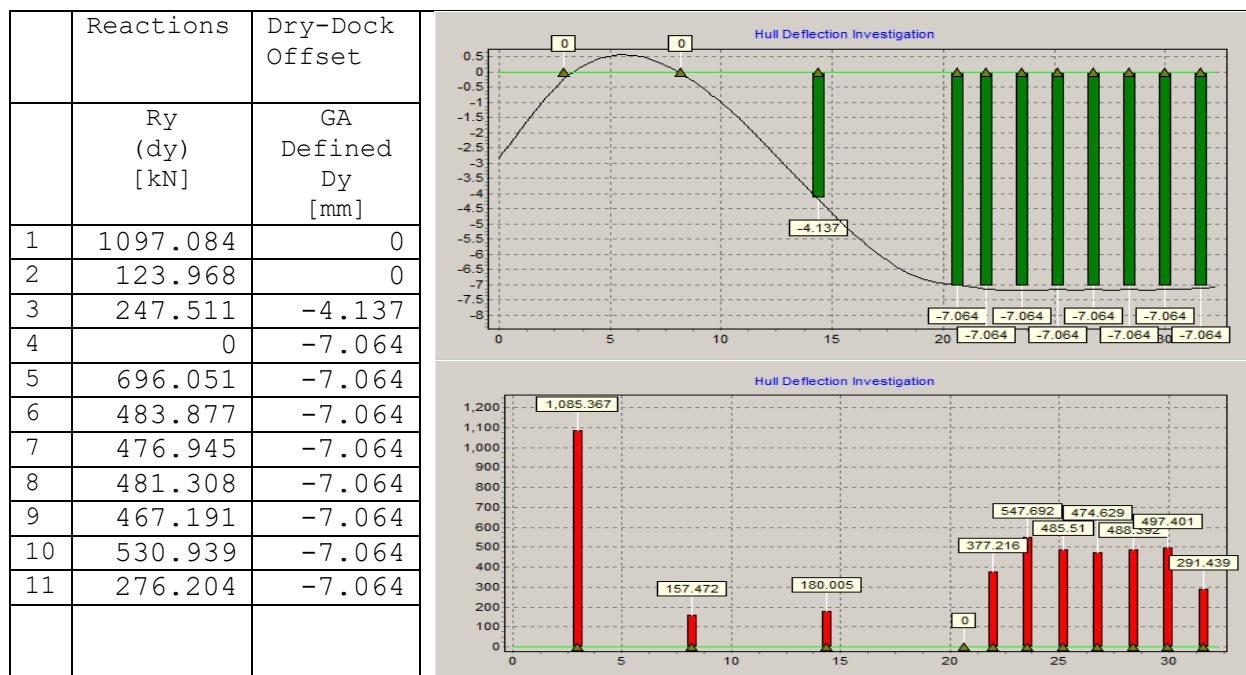 Reactions Dry-Dock
Offset
Ry GA
(dy) Defined
[kN] Dy
[mm]
1 1097.084 0
2 123.968 0
3 247.511 -4.137
4 0 -7.064
5 696.051 -7.064
6 483.877 -7.064
7 476.945 -7.064
8 481.308 -7.064
9 467.191 -7.064
10 530.939 -7.064
11 276.204 -7.064
Hull Deflection Investigation
0 0
0.5
0
-0.5
-1
-1.5
-2
-2.5
-3
-3.5
-4
-4.5
-5
-5.5
-6
-6.5
-7
-7.5
-8
-4.137
-7.064 -7.064 -7.064 -7.064
-7.064 -7.064 -7.064 -7.064
0 5 10 15 20 30
Hull Deflection Investigation
1,200
1,100
1,000
900
800
700
600
500
400
300
200
100
0
1,085.367
157.472
180.005
0
377.216
547.692
485.51
474.629
488.392
497.401
291.439
0 5 10 15 20 25 30